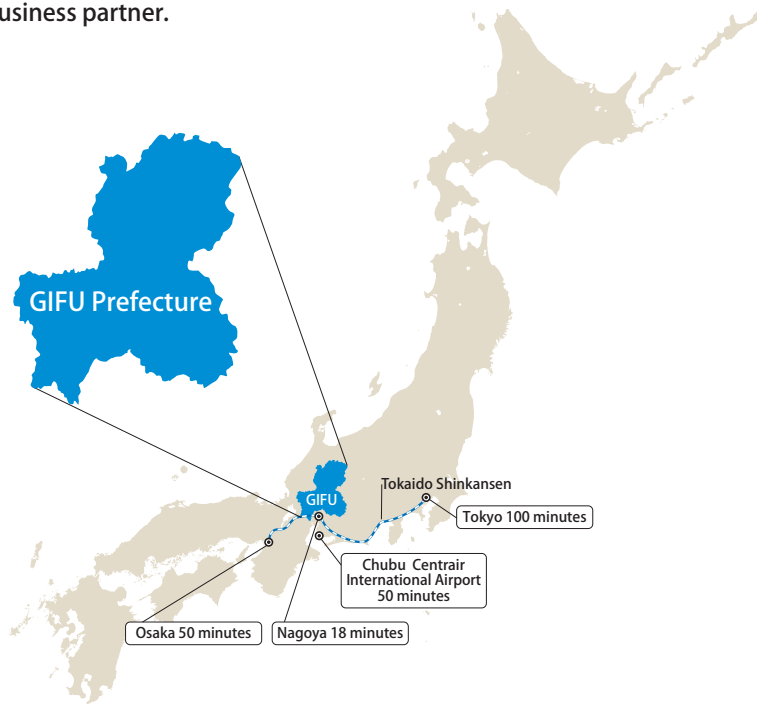 business partner.
GIFU Prefecture
Tokaido Shinkansen
GIFU
Tokyo 100 minutes
Chubu Centrair
International Airport
50 minutes
Osaka 50 minutes
Nagoya 18 minutes